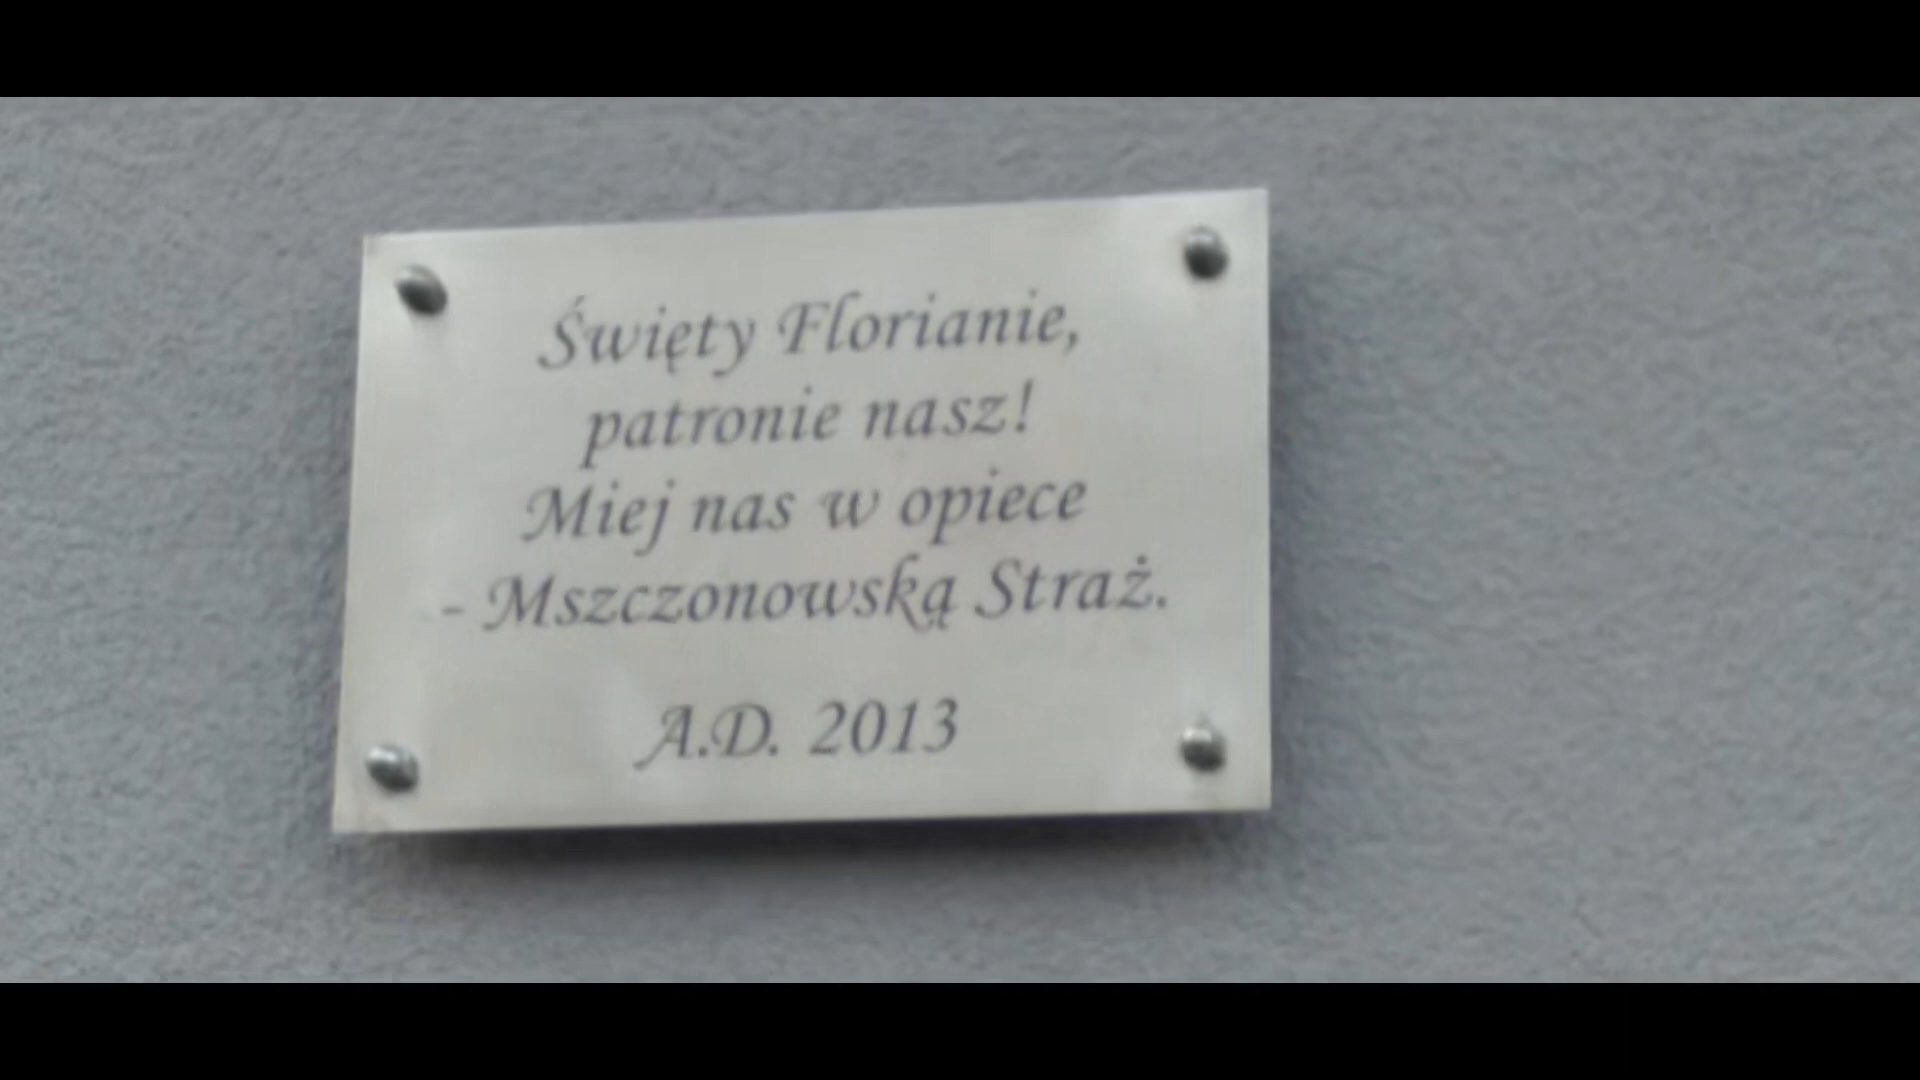 Święty Florianie,
patronie nasz!
Miej nas w opiece
- Mszczonowską Straż.
A.D. 2013